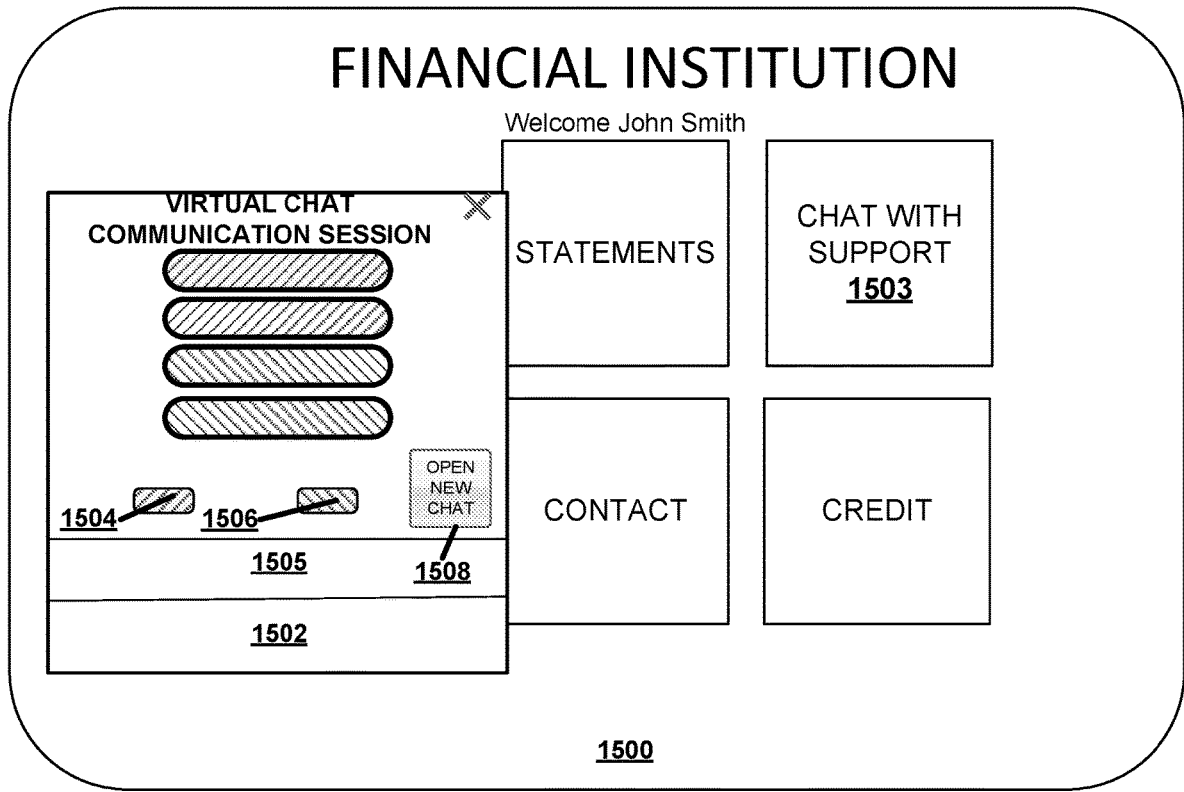 FINANCIAL INSTITUTION
Welcome John Smith
VIRTUAL CHAT
COMMUNICATION SESSION
STATEMENTS
CHAT WITH
SUPPORT
1503
OPEN
NEW
CHAT
1504
1506
1508
1505
1502
CONTACT
CREDIT
1500